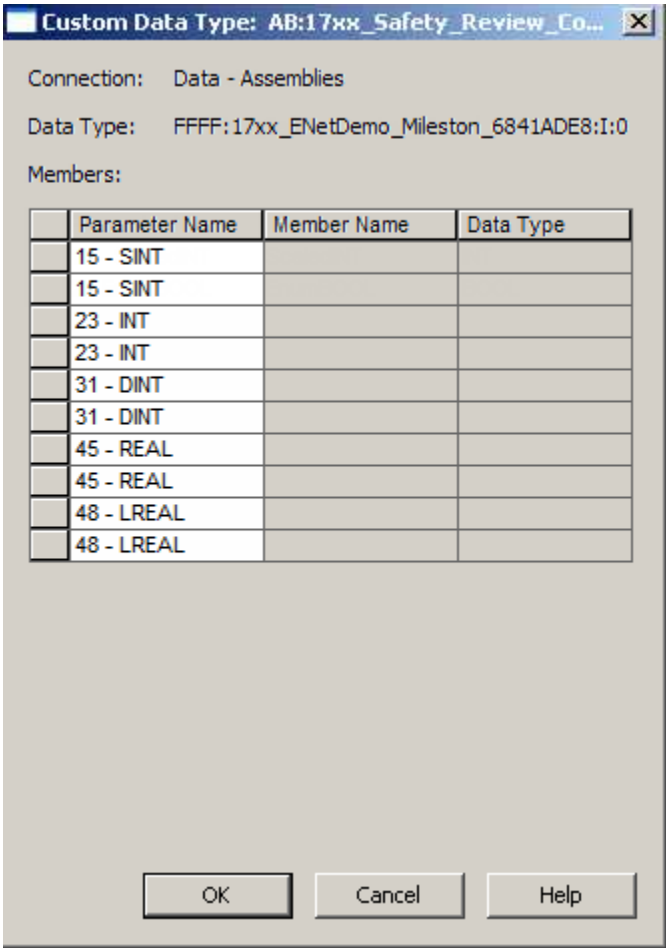 Custom Data Type: AB:17xx_Safety_Review_Co...
Connection: Data - Assemblies
Data Type: FFFF:17xx_ENetDemo_Mileston_6841ADE8:I:0
Members:
Parameter Name Member Name Data Type
15 - SINT
15 - SINT
23 - INT
23 - INT
31 - DINT
31 - DINT
45 - REAL
45 - REAL
48 - LREAL
48 - LREAL
OK Cancel Help